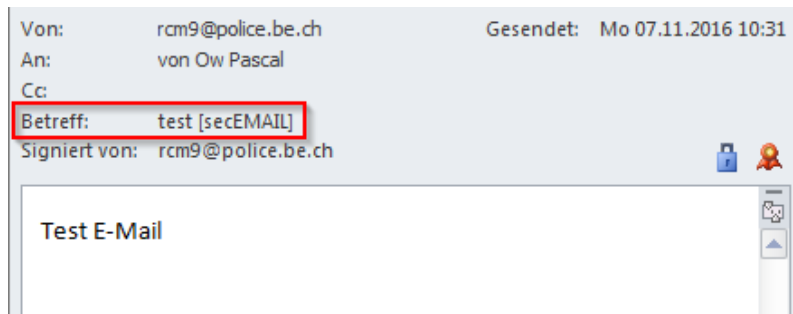 Von: rcm9@police.be.ch Gesendet: Mo 07.11.2016 10:31
An: von Ow Pascal
Cc:
Betreff: test [secEMAIL]
Signiert von: rcm9@police.be.ch
Test E-Mail